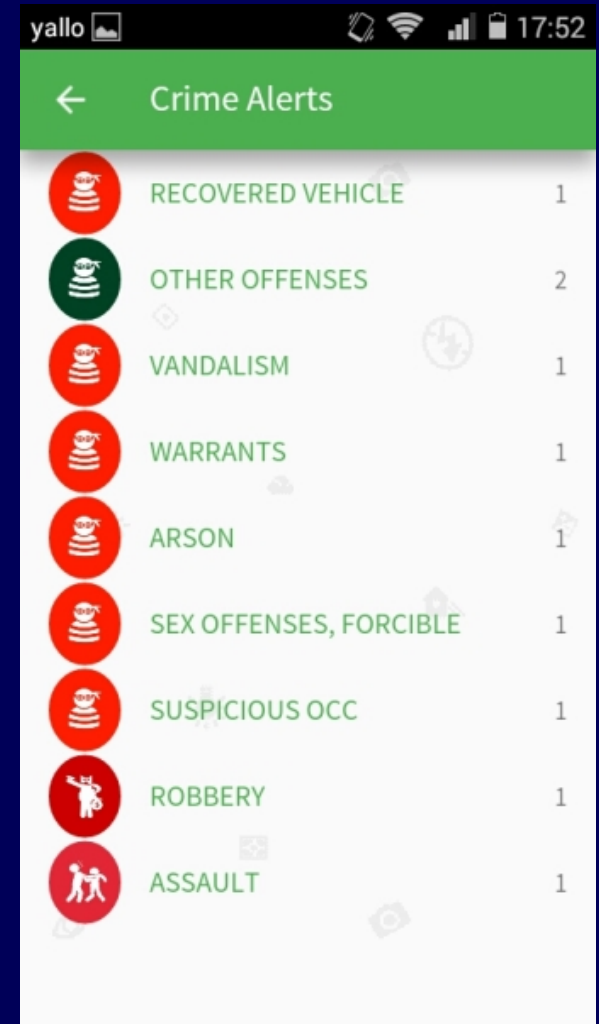 yallo 17:52
Crime Alerts
RECOVERED VEHICLE 1
OTHER OFFENSES 2
VANDALISM 1
WARRANTS 1
ARSON 1
SEX OFFENSES, FORCIBLE 1
SUSPICIOUS OCC 1
ROBBERY 1
ASSAULT 1